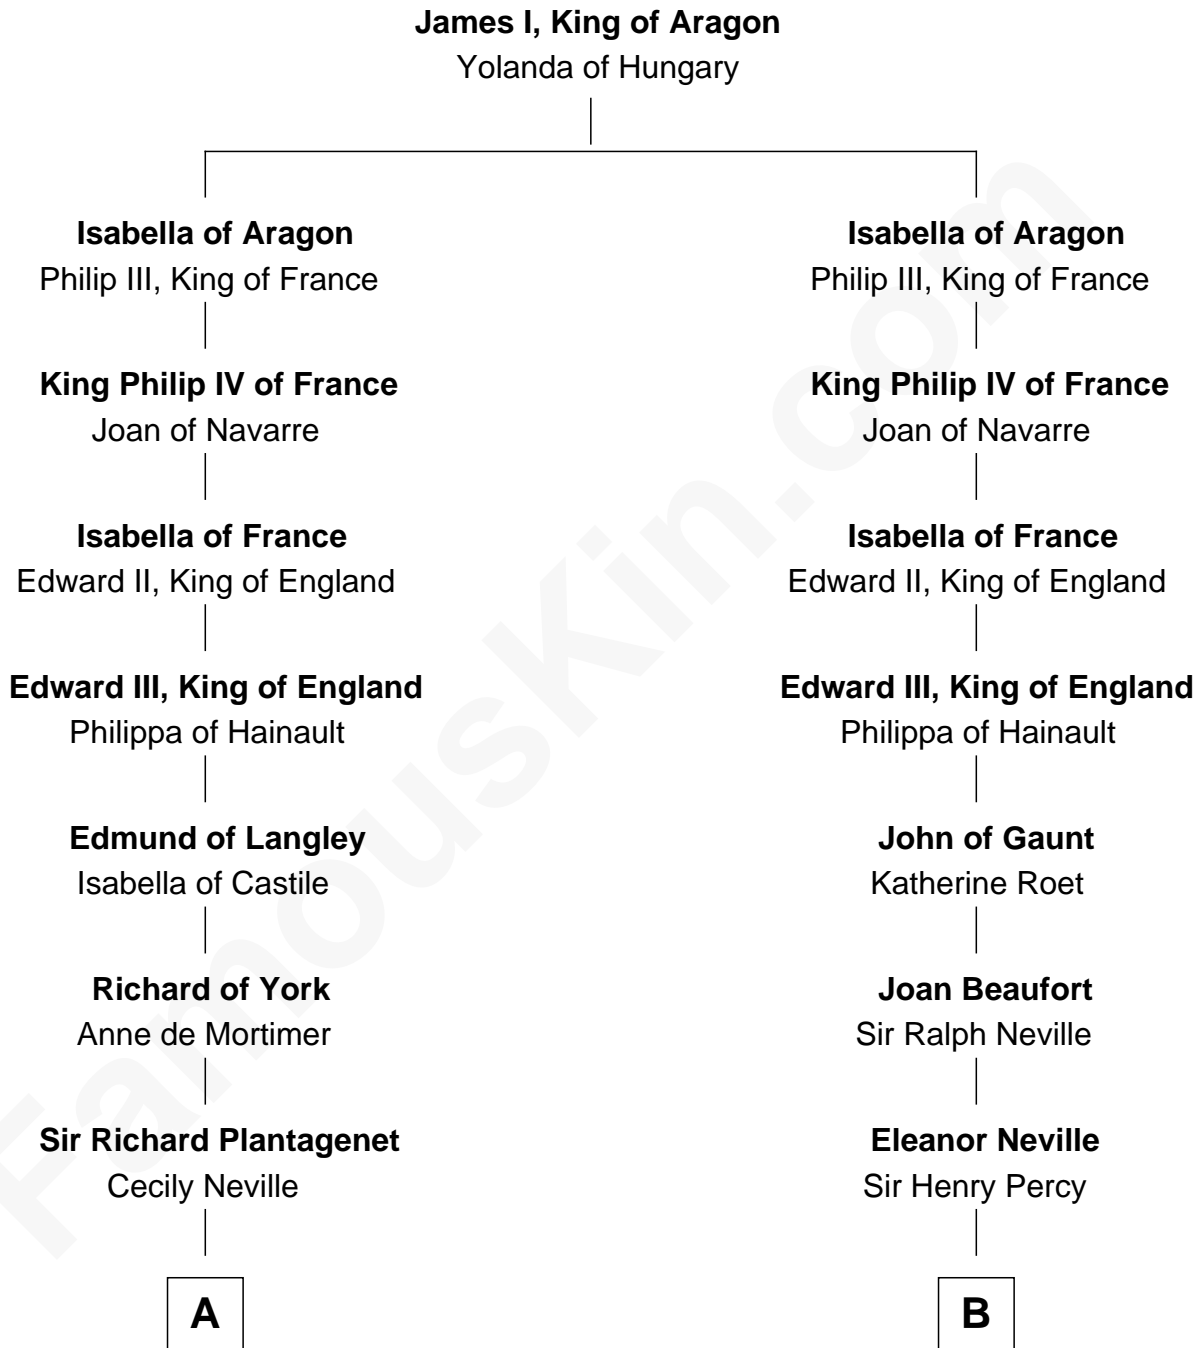 James I, King of Aragon
Yolanda of Hungary
Isabella of Aragon
Philip III, King of France
Isabella of Aragon
Philip III, King of France
King Philip IV of France
Joan of Navarre
King Philip IV of France
Joan of Navarre
Isabella of France
Edward II, King of England
Isabella of France
Edward II, King of England
Edward III, King of England
Philippa of Hainault
Edward III, King of England
Philippa of Hainault
Edmund of Langley
Isabella of Castile
John of Gaunt
Katherine Roet
Richard of York
Anne de Mortimer
Joan Beaufort
Sir Ralph Neville
Sir Richard Plantagenet
Cecily Neville
Eleanor Neville
Sir Henry Percy
A
B
FamousKin.com